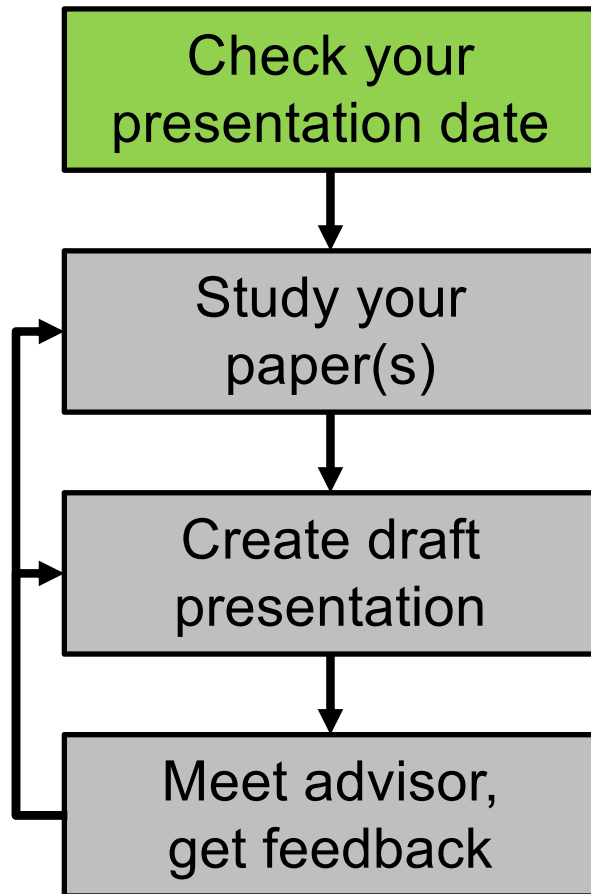 Check your
presentation date
Study your
paper(s)
Create draft
presentation
Meet advisor,
get feedback